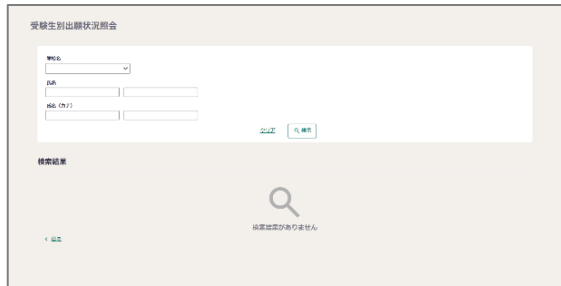 受験生別出願状況照会
学校名
氏名
氏名（カナ）
クリア 検索
検索結果
検索結果がありません
戻る